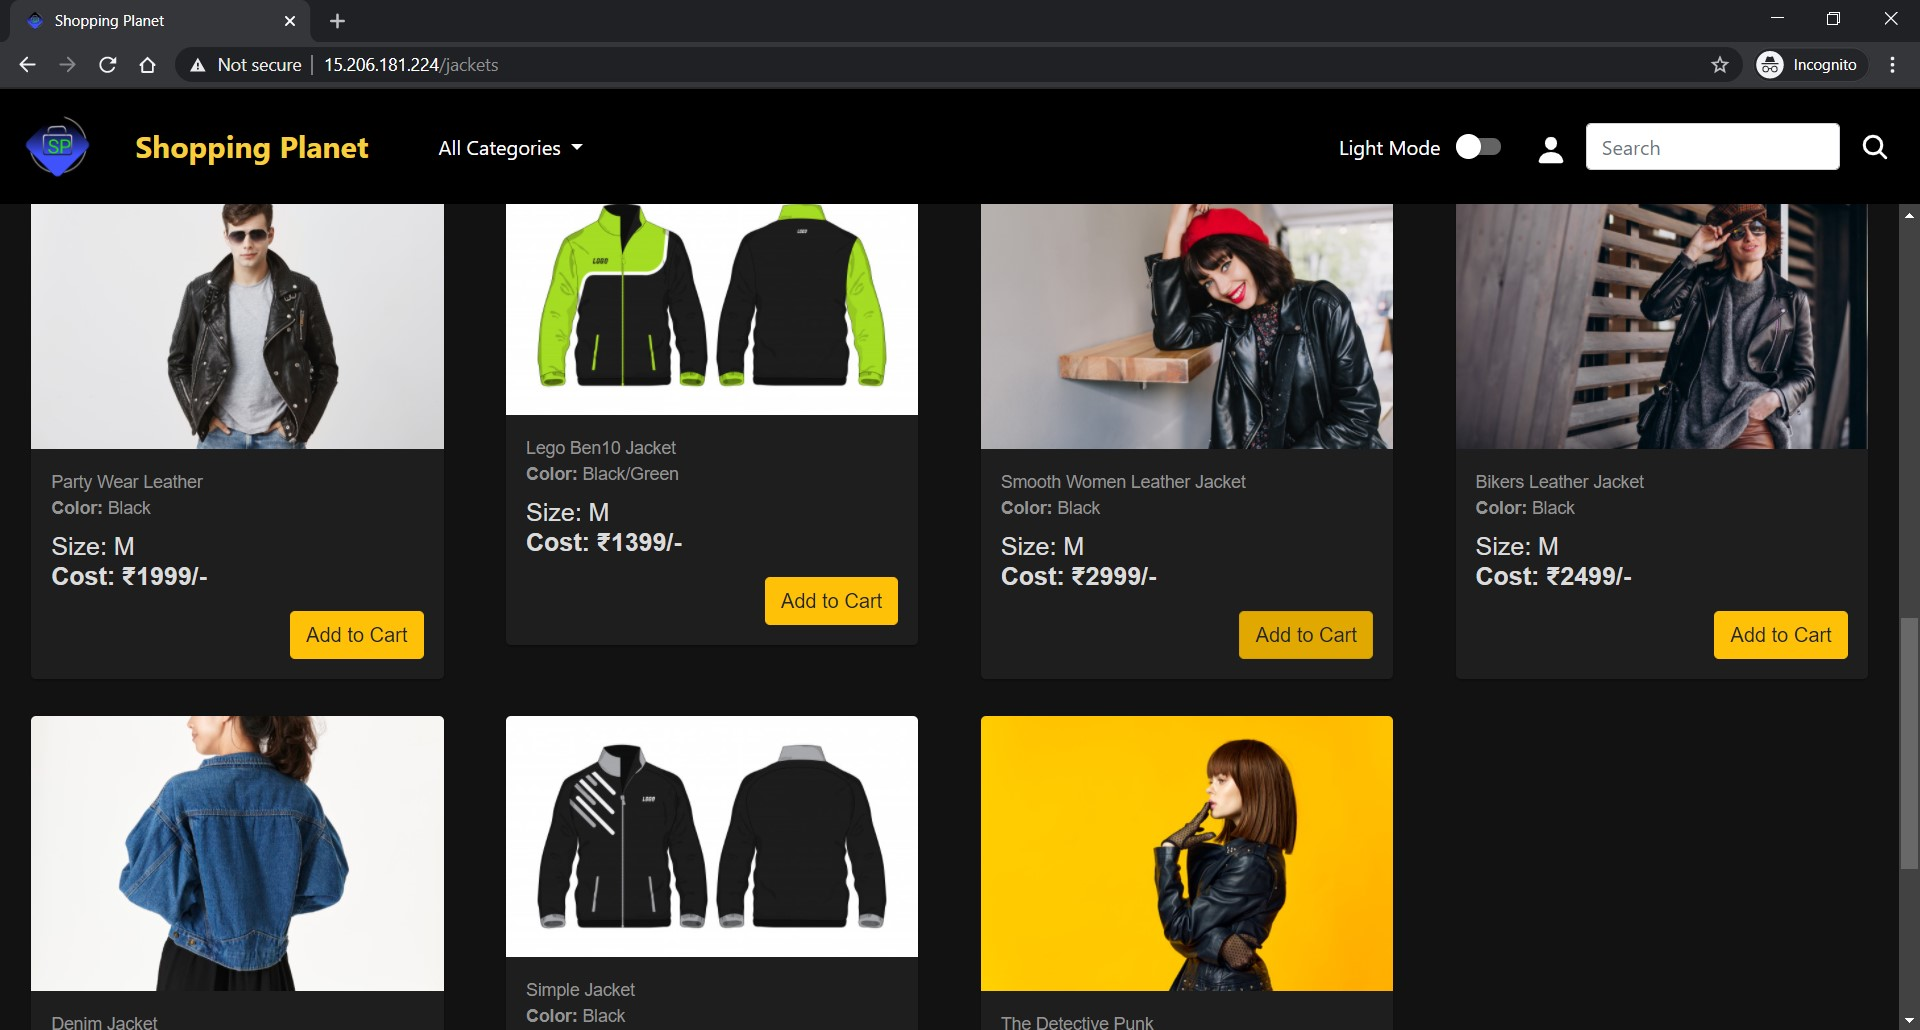 Shopping Planet
Not secure
15.206.181.224/jackets
Incognito
SP
Shopping Planet
All Categories
Light Mode
Search
LOGO
LOGO
Party Wear Leather
Color: Black
Size: M
Cost: ₹1999/-
Add to Cart
Lego Ben10 Jacket
Color: Black/Green
Size: M
Cost: ₹1399/-
Add to Cart
Smooth Women Leather Jacket
Color: Black
Size: M
Cost: ₹2999/-
Add to Cart
Bikers Leather Jacket
Color: Black
Size: M
Cost: ₹2499/-
Add to Cart
LOGO
Denim Jacket
Simple Jacket
Color: Black
The Detective Punk